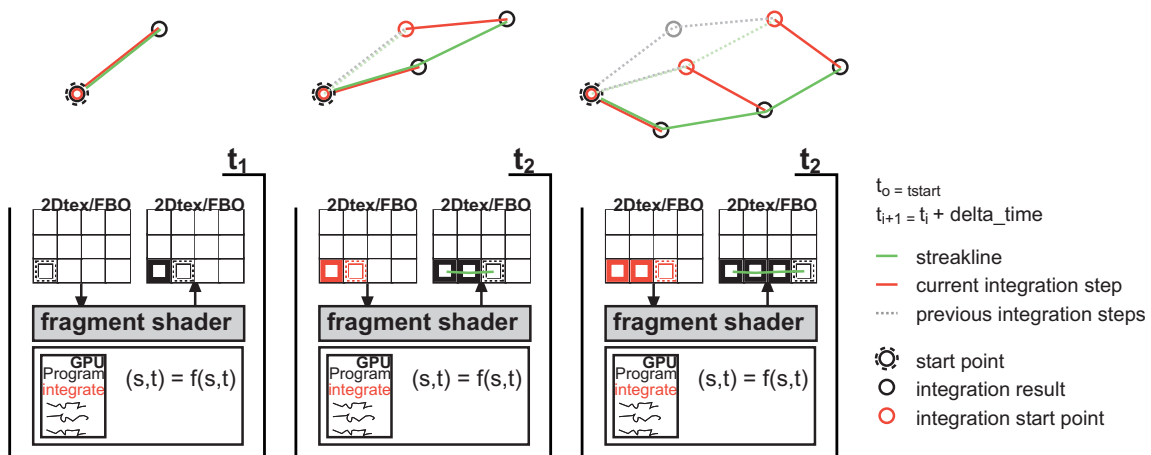 t1
2Dtex/FBO 2Dtex/FBO
fragment shader
GPU
Program
integrate
(s,t) = f(s,t)
t2
2Dtex/FBO 2Dtex/FBO
fragment shader
GPU
Program
integrate
(s,t) = f(s,t)
t2
2Dtex/FBO 2Dtex/FBO
fragment shader
GPU
Program
integrate
(s,t) = f(s,t)
to = tstart
ti+1 = ti + delta_time
streakline
current integration step
previous integration steps
start point
integration result
integration start point